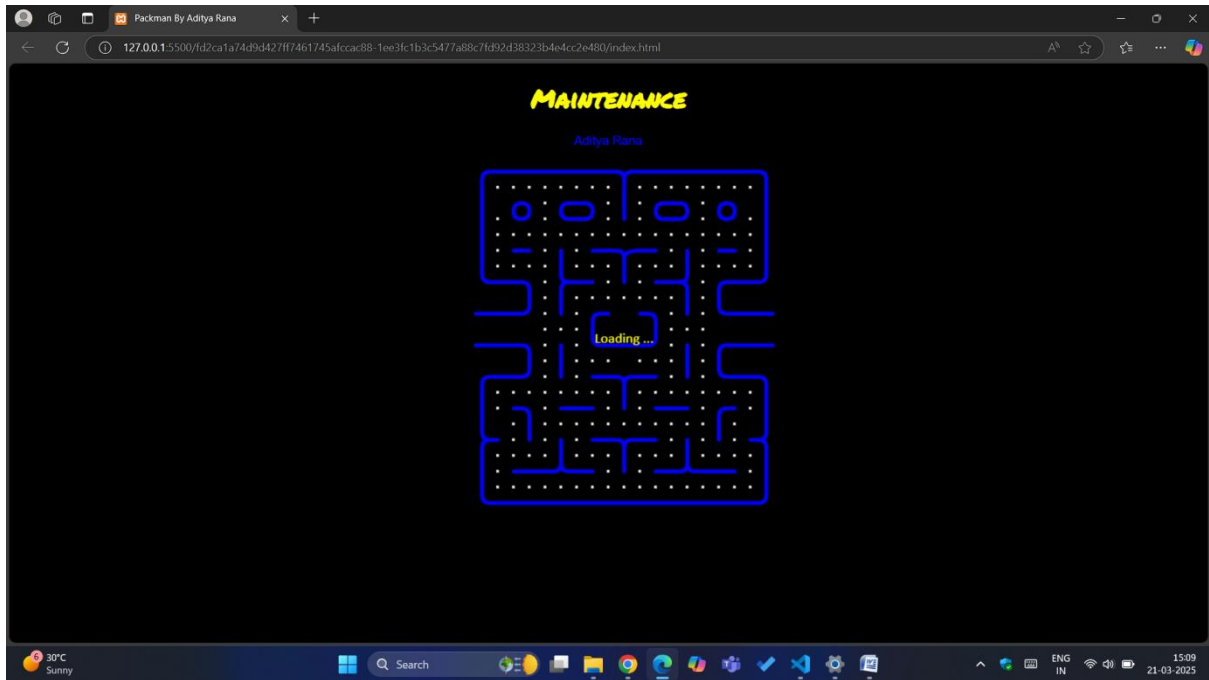 Packman By Aditya Rana
127.0.0.1:5500/fd2ca1a74d9d427ff7461745afccac88-1ee3fc1b3c5477a88c7fd92d38323b4e4cc2e480/index.html
MAINTENANCE
Aditya Rana
Loading ...
6
30°C
Sunny
Search
ENG
IN
15:09
21-03-2025